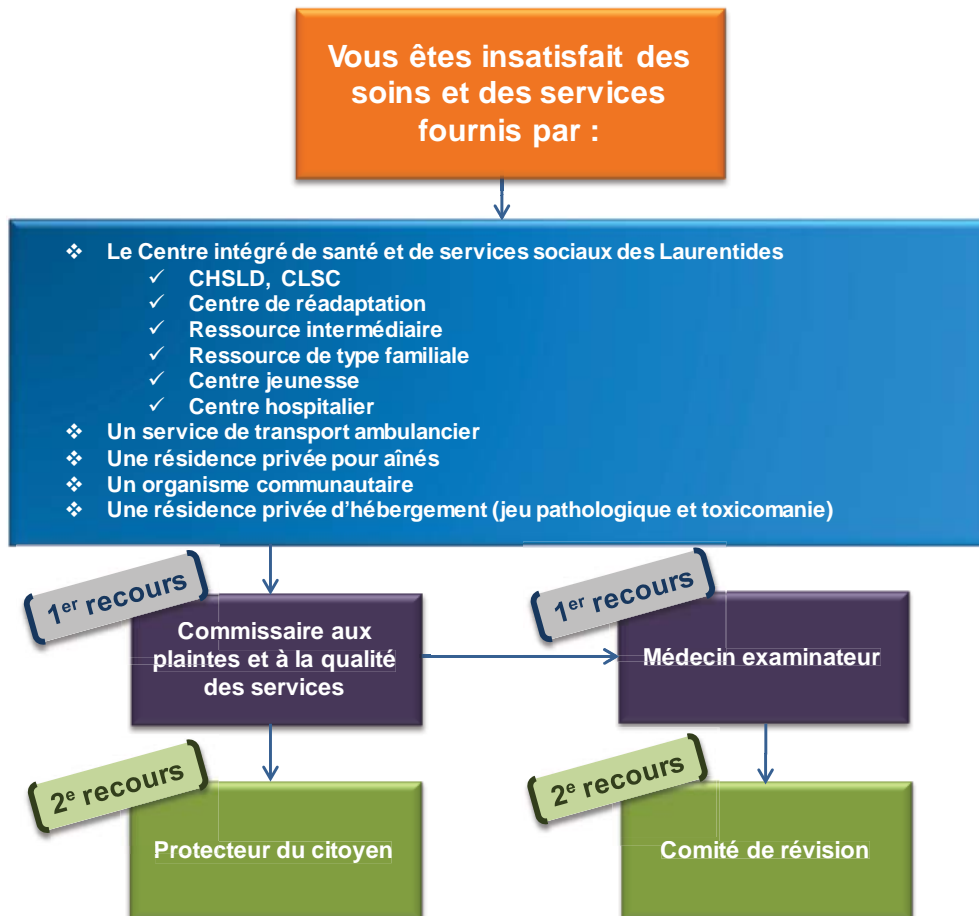 Vous êtes insatisfait des
soins et des services
fournis par :
❖ Le Centre intégré de santé et de services sociaux des Laurentides
✓ CHSLD, CLSC
✓ Centre de réadaptation
✓ Ressource intermédiaire
✓ Ressource de type familiale
✓ Centre jeunesse
✓ Centre hospitalier
❖ Un service de transport ambulancier
❖ Une résidence privée pour aînés
❖ Un organisme communautaire
❖ Une résidence privée d'hébergement (jeu pathologique et toxicomanie)
1er recours
Commissaire aux
plaintes et à la qualité
des services
1er recours
Médecin examinateur
2e recours
Protecteur du citoyen
2e recours
Comité de révision